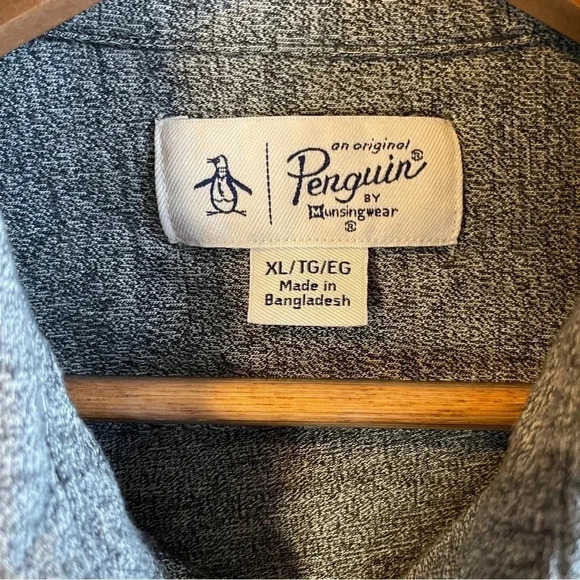 an original
Penguin®
BY
Munsingwear
®
XL/TG/EG
Made in
Bangladesh